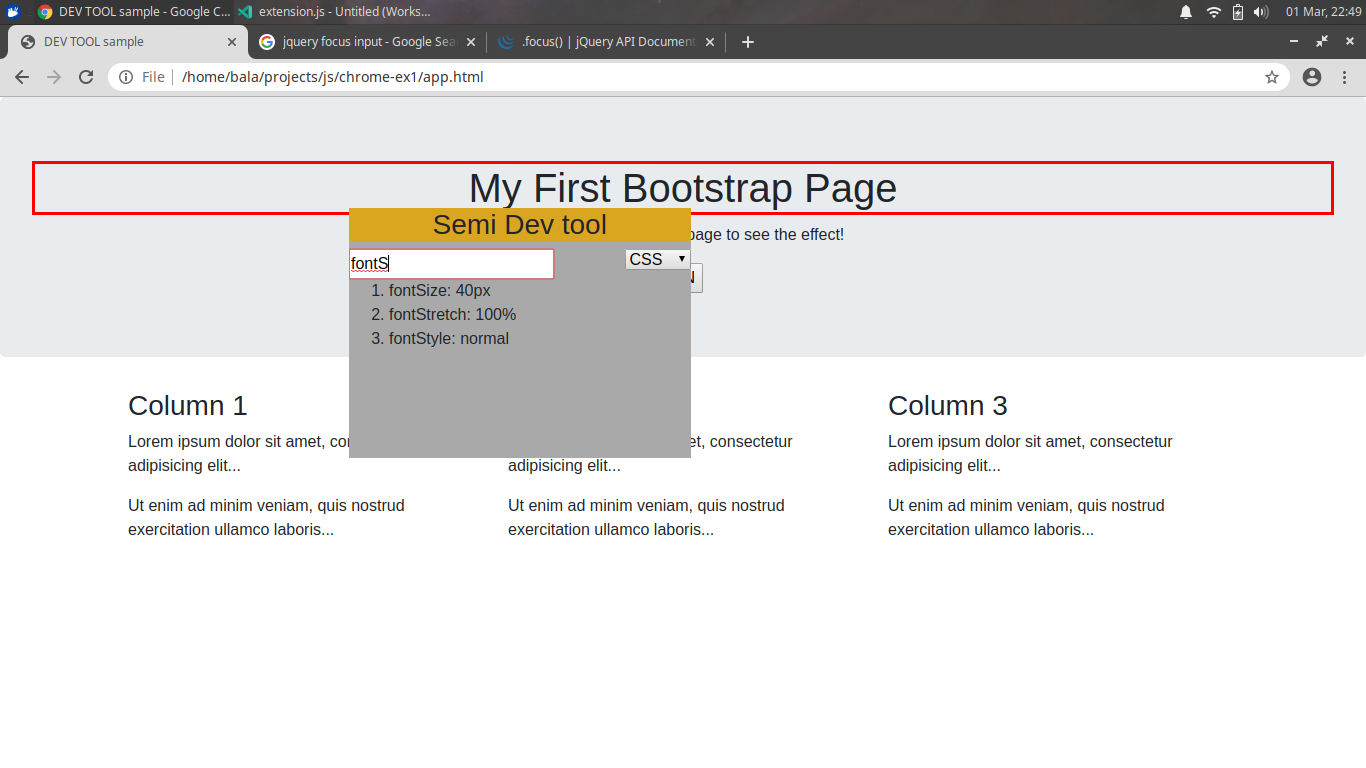 DEV TOOL sample - Google C... extension.js - Untitled (Works... 01 Mar, 22:49
DEV TOOL sample jquery focus input - Google Sea .focus() | jQuery API Document
File /home/bala/projects/js/chrome-ex1/app.html
My First Bootstrap Page
Semi Dev tool
page to see the effect!
fontS CSS N
1. fontSize: 40px
2. fontStretch: 100%
3. fontStyle: normal
Column 1 Column 3
Lorem ipsum dolor sit amet, con et, consectetur Lorem ipsum dolor sit amet, consectetur
adipisicing elit... adipisicing elit... adipisicing elit...
Ut enim ad minim veniam, quis nostrud Ut enim ad minim veniam, quis nostrud Ut enim ad minim veniam, quis nostrud
exercitation ullamco laboris... exercitation ullamco laboris... exercitation ullamco laboris...